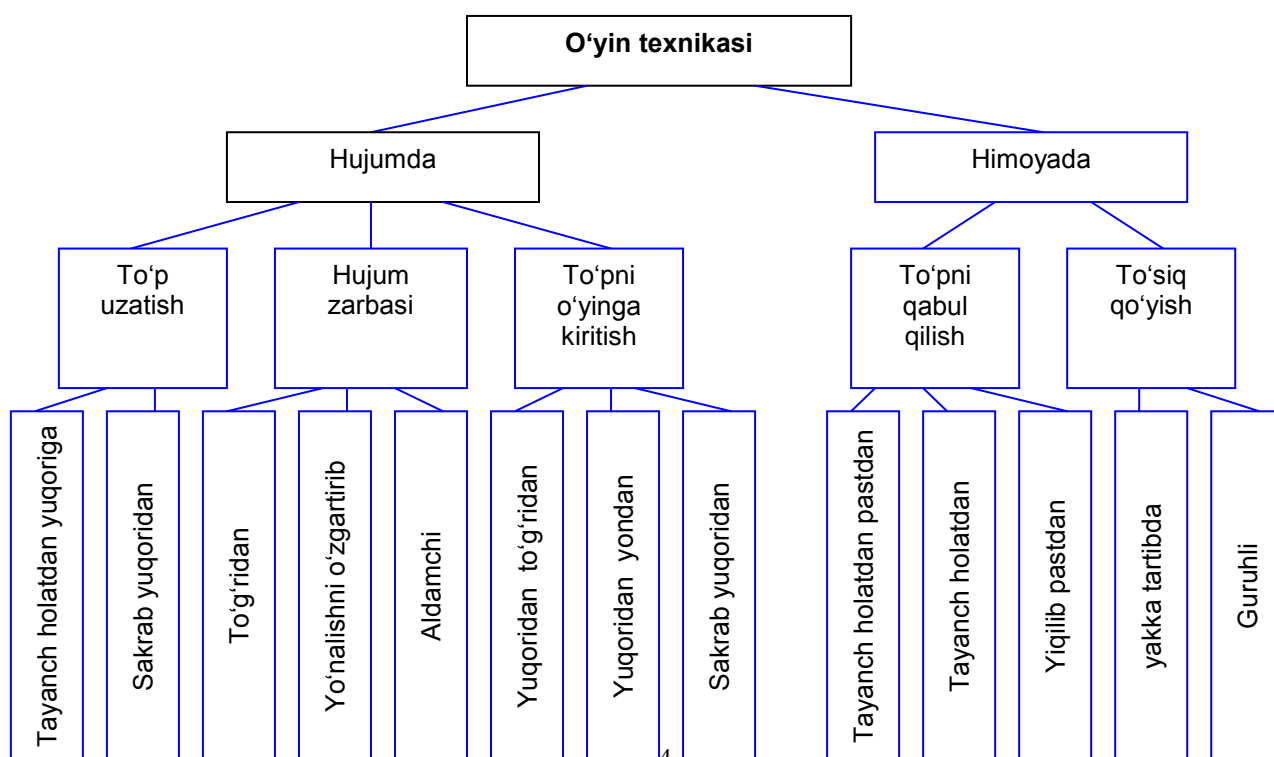 O‘yin texnikasi
Hujumda
Himoyada
To‘p
uzatish
Hujum
zarbasi
To‘pni
o‘yinga
kiritish
To‘pni
qabul
qilish
To‘siq
qo‘yish
Tayanch holatdan yuqoriga
Sakrab yuqoridan
To‘g‘ridan
Yo‘nalishni o‘zgartirib
Aldamchi
Yuqoridan to‘g‘ridan
Yuqoridan yondan
Sakrab yuqoridan
Tayanch holatdan pastdan
Tayanch holatdan
Yiqilib pastdan
yakka tartibda
Guruhli
4